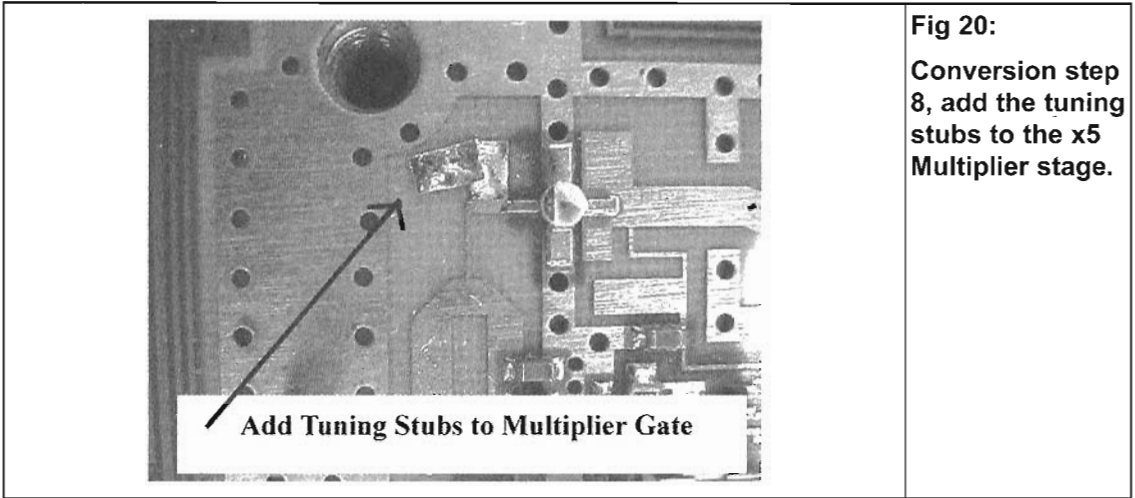 Fig 20:
Conversion step
8, add the tuning
stubs to the x5
Multiplier stage.
Add Tuning Stubs to Multiplier Gate